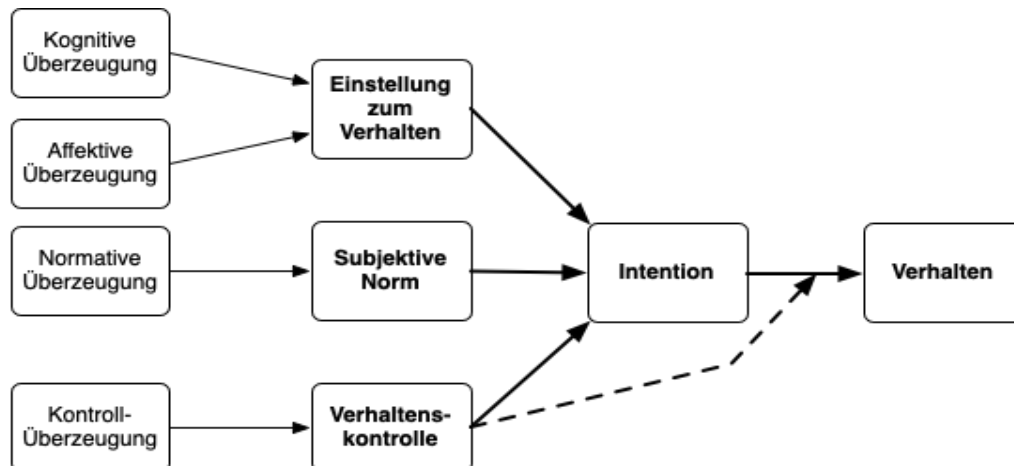 Kognitive
Überzeugung
Affektive
Überzeugung
Normative
Überzeugung
Kontroll-
Überzeugung
Einstellung
zum
Verhalten
Subjektive
Norm
Verhaltens-
kontrolle
Intention
Verhalten